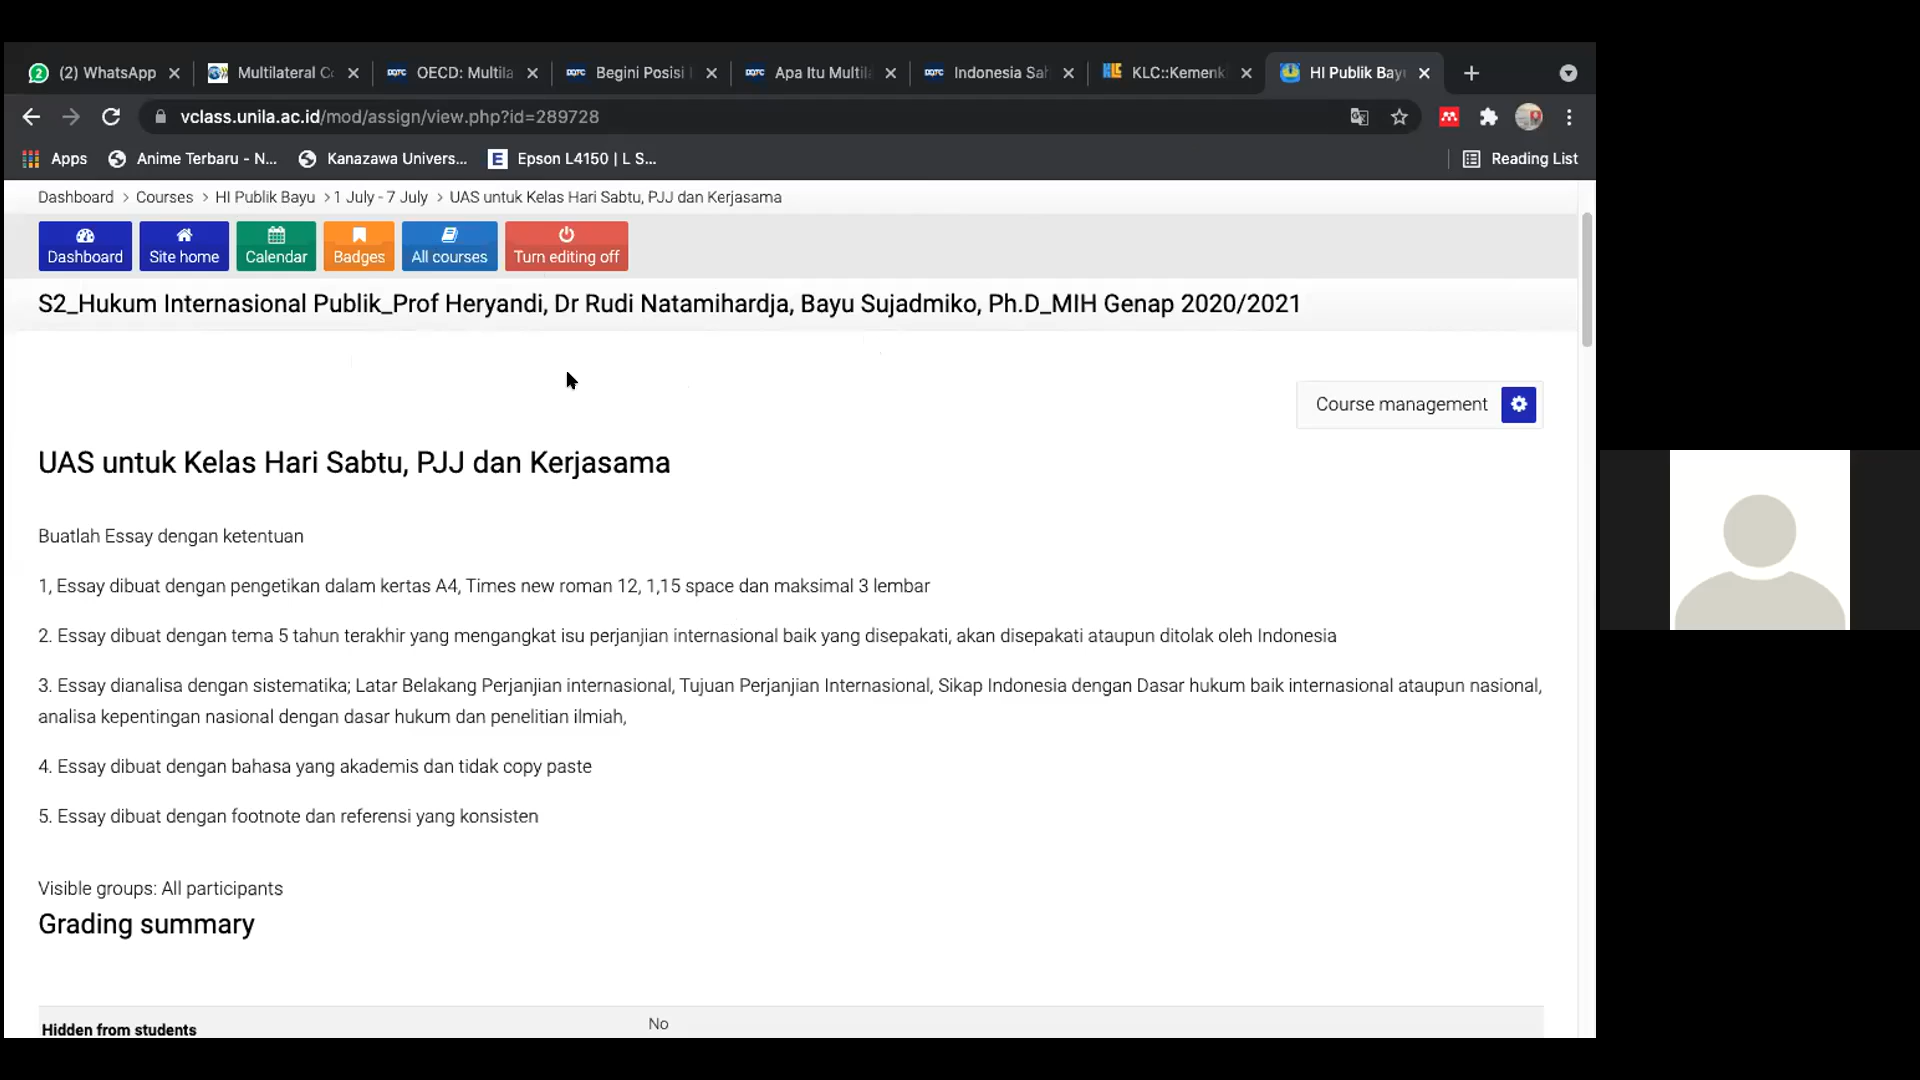 (2) WhatsApp
Multilateral Co
OECD: Multila
Begini Posisi
Apa Itu Multil
Indonesia Sah
KLC::Kemenk
HI Publik Bayu
vclass.unila.ac.id/mod/assign/view.php?id=289728
Apps
Anime Terbaru - N...
Kanazawa Univers...
Epson L4150 | L S...
Reading List
Dashboard > Courses > HI Publik Bayu > 1 July - 7 July > UAS untuk Kelas Hari Sabtu, PJJ dan Kerjasama
Dashboard
Site home
Calendar
Badges
All courses
Turn editing off
S2_Hukum Internasional Publik_Prof Heryandi, Dr Rudi Natamihardja, Bayu Sujadmiko, Ph.D_MIH Genap 2020/2021
Course management
UAS untuk Kelas Hari Sabtu, PJJ dan Kerjasama
Buatlah Essay dengan ketentuan
1, Essay dibuat dengan pengetikan dalam kertas A4, Times new roman 12, 1,15 space dan maksimal 3 lembar
2. Essay dibuat dengan tema 5 tahun terakhir yang mengangkat isu perjanjian internasional baik yang disepakati, akan disepakati ataupun ditolak oleh Indonesia
3. Essay dianalisa dengan sistematika; Latar Belakang Perjanjian internasional, Tujuan Perjanjian Internasional, Sikap Indonesia dengan Dasar hukum baik internasional ataupun nasional,
analisa kepentingan nasional dengan dasar hukum dan penelitian ilmiah,
4. Essay dibuat dengan bahasa yang akademis dan tidak copy paste
5. Essay dibuat dengan footnote dan referensi yang konsisten
Visible groups: All participants
Grading summary
Hidden from students
No